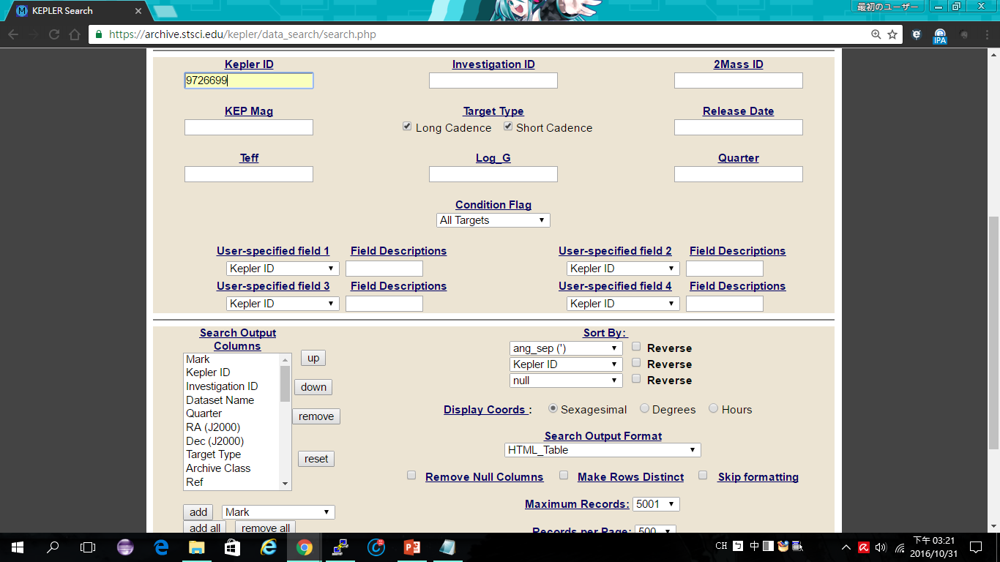 KEPLER Search
最初のユーザー
https://archive.stsci.edu/kepler/data_search/search.php
IPA
Kepler ID Investigation ID 2Mass ID
9726699
KEP Mag Target Type Release Date
Long Cadence Short Cadence
Teff Log_G Quarter
Condition Flag
All Targets
User-specified field 1 Field Descriptions User-specified field 2 Field Descriptions
Kepler ID Kepler ID
User-specified field 3 Field Descriptions User-specified field 4 Field Descriptions
Kepler ID Kepler ID
Search Output
Columns
Mark
Kepler ID
Investigation ID
Dataset Name
Quarter
RA (J2000)
Dec (J2000)
Target Type
Archive Class
Ref
up
down
remove
reset
add Mark
add all remove all
Sort By:
ang_sep (') Reverse
Kepler ID Reverse
null Reverse
Display Coords : Sexagesimal Degrees Hours
Search Output Format
HTML_Table
Remove Null Columns Make Rows Distinct Skip formatting
Maximum Records: 5001
Records per Page: 500
CH 中
下午 03:21
2016/10/31